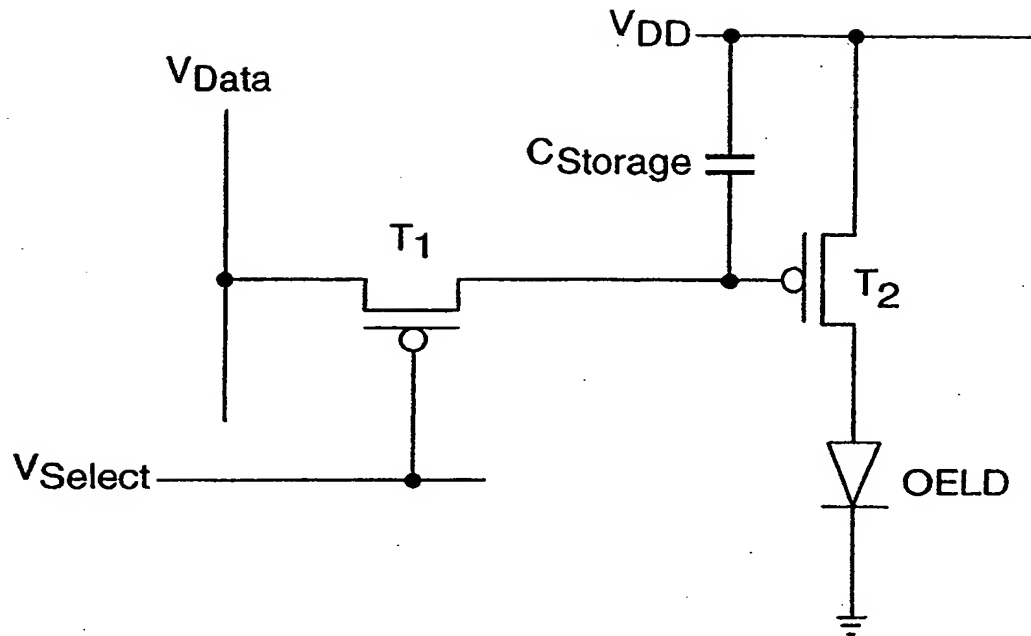 VDD
VData
CStorage
T1
T2
VSelect
OELD